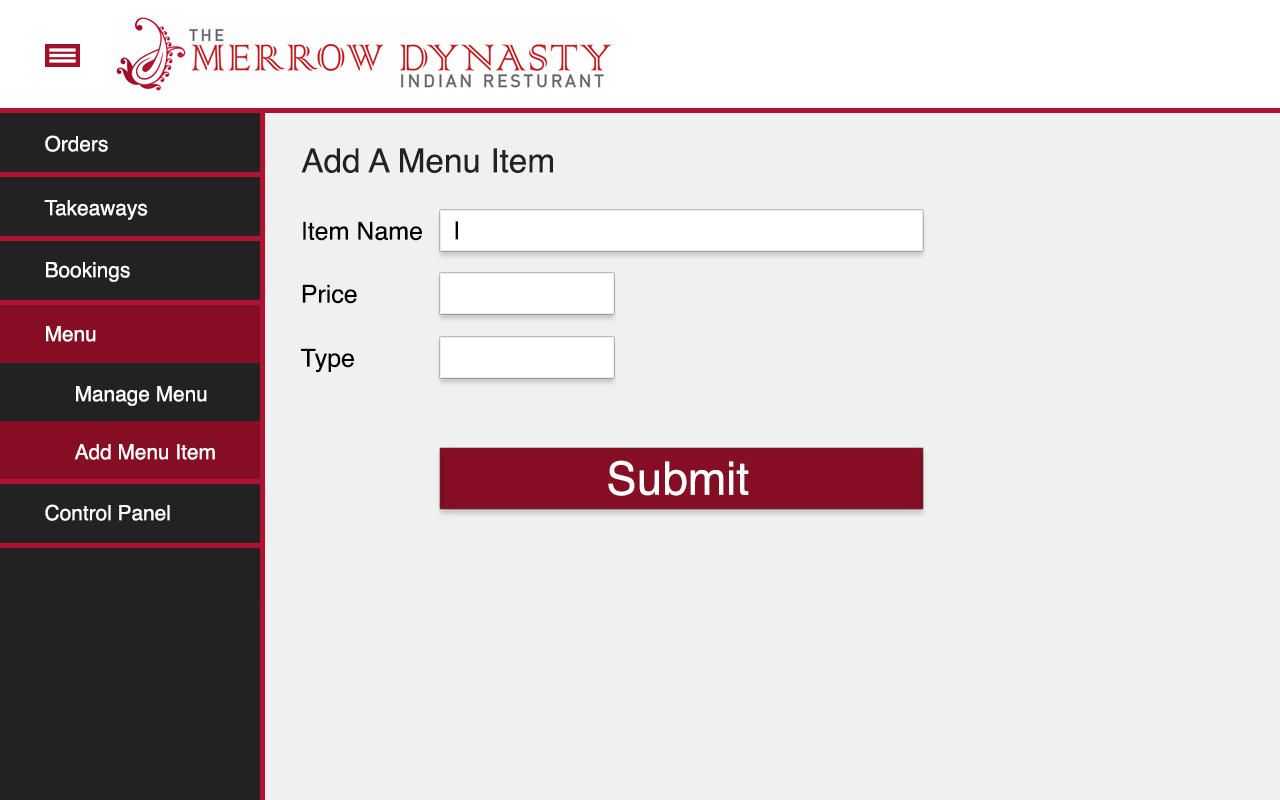 THE
MERROW DYNASTY
INDIAN RESTURANT
Orders
Takeaways
Bookings
Menu
Manage Menu
Add Menu Item
Control Panel
Add A Menu Item
Item Name
Price
Type
Submit